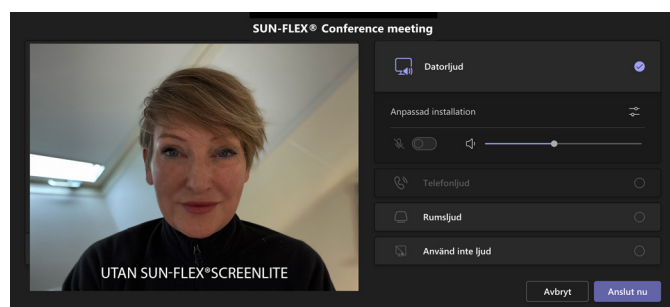 SUN-FLEX® Conference meeting
Datorljud
Anpassad installation
Telefonljud
Rumsljud
Använd inte ljud
UTAN SUN-FLEX®SCREENLITE
Avbryt
Anslut nu